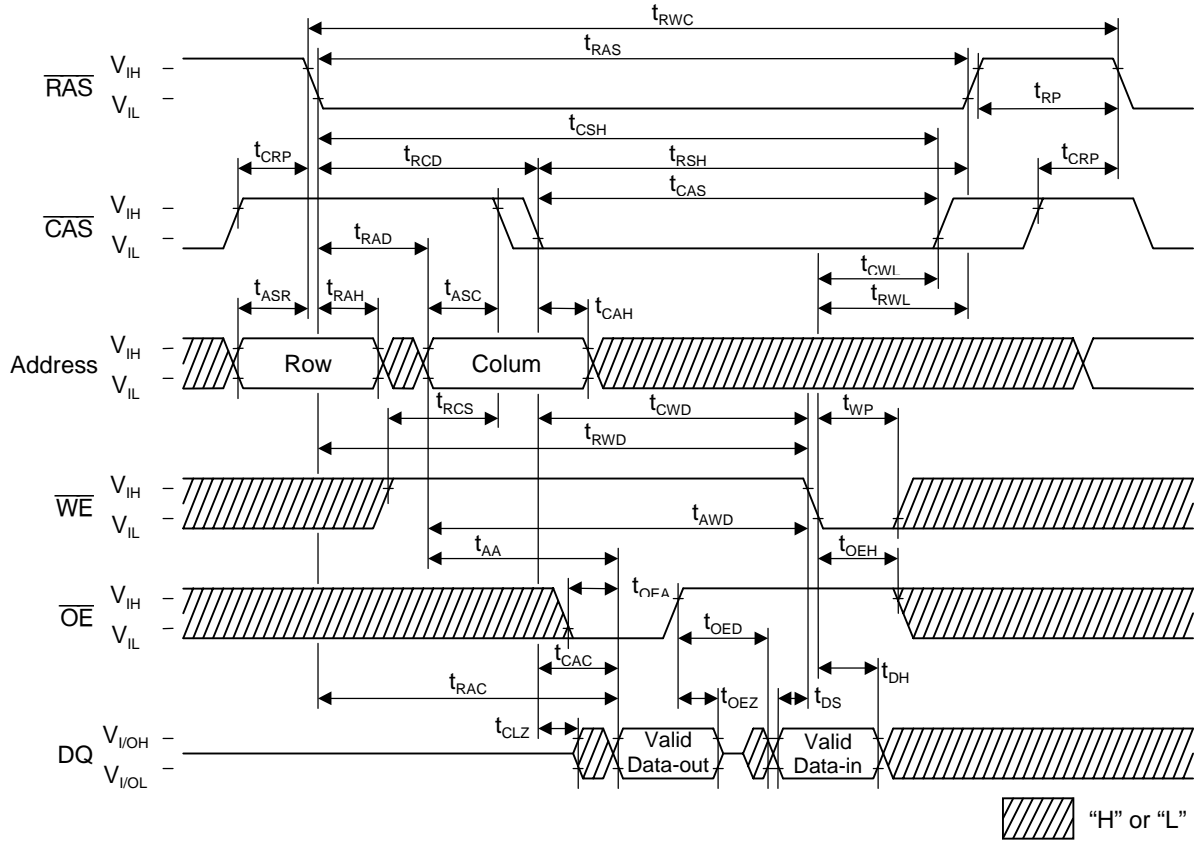 tRWC
tRAS
RAS
VIH
VIL
tRP
tCSH
tCRP
tRCD
tRSH
tCRP
tCAS
CAS
VIH
VIL
tRAD
tCWL
tRWL
tASR
tRAH
tASC
tCAH
Address
VIH
VIL
Row
Colum
tRCS
tCWD
tWP
tRWD
WE
VIH
VIL
tAWD
tAA
tOEH
OE
VIH
VIL
tOEA
tOED
tCAC
tDH
tRAC
tOEZ
tDS
tCLZ
DQ
VI/OH
VI/OL
Valid
Data-out
Valid
Data-in
“H” or “L”